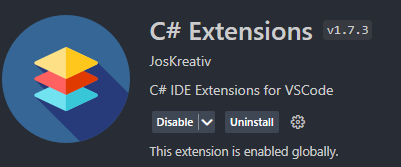 C# Extensions v1.7.3
JosKreativ
C# IDE Extensions for VSCode
Disable Uninstall
This extension is enabled globally.